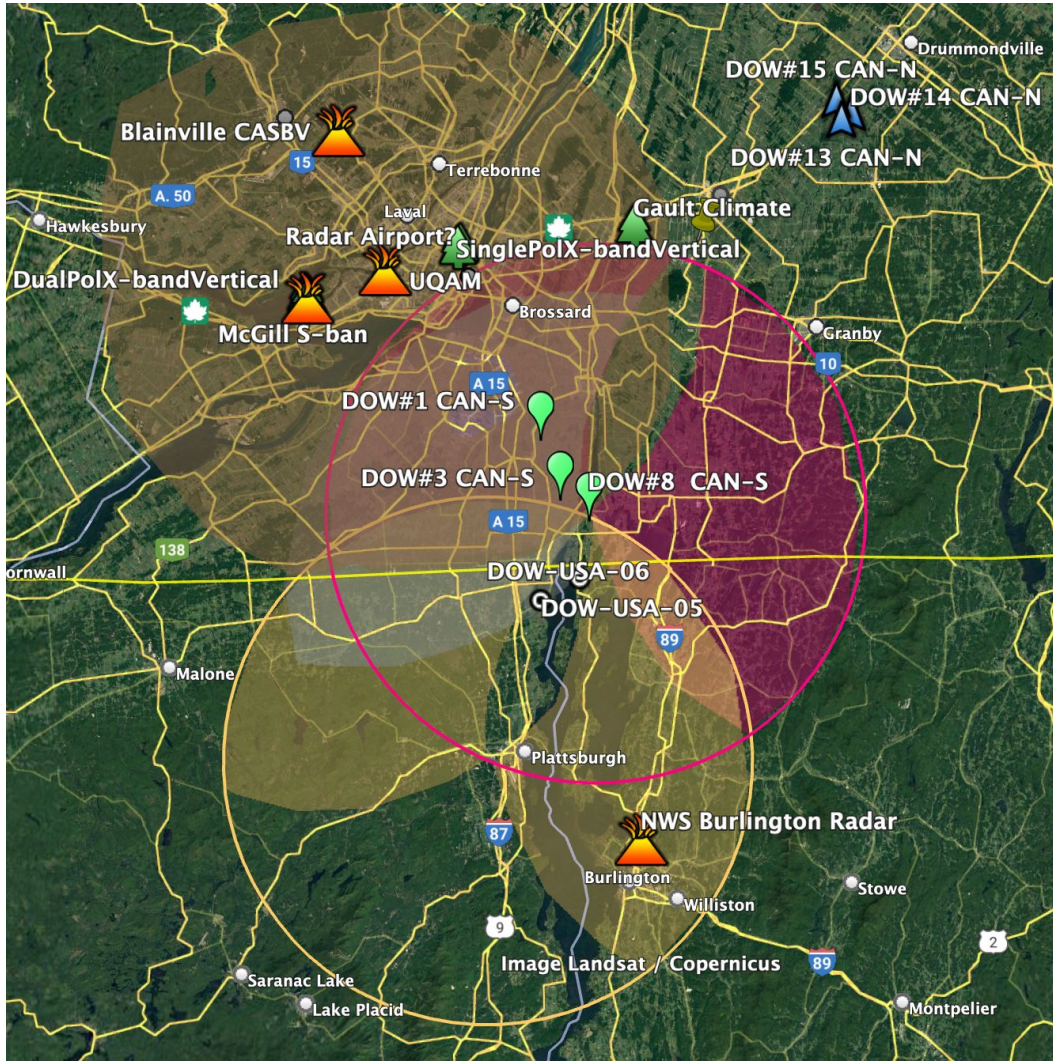 Drummondville
DOW#15 CAN-N
DOW#14 CAN-N
Blainville CASBV
DOW#13 CAN-N
15
Terrebonne
A. 50
Hawkesbury
Laval
Gault Climate
Radar Airport?
SinglePolX-bandVertical
DualPolX-bandVertical
UQAM
Brossard
McGill S-ban
Granby
10
A 15
DOW#1 CAN-S
DOW#3 CAN-S
DOW#8 CAN-S
A 15
138
ornwall
DOW-USA-06
DOW-USA-05
89
Malone
Plattsburgh
NWS Burlington Radar
87
Burlington
Stowe
Williston
9
2
Image Landsat / Copernicus
89
Saranac Lake
Lake Placid
Montpelier